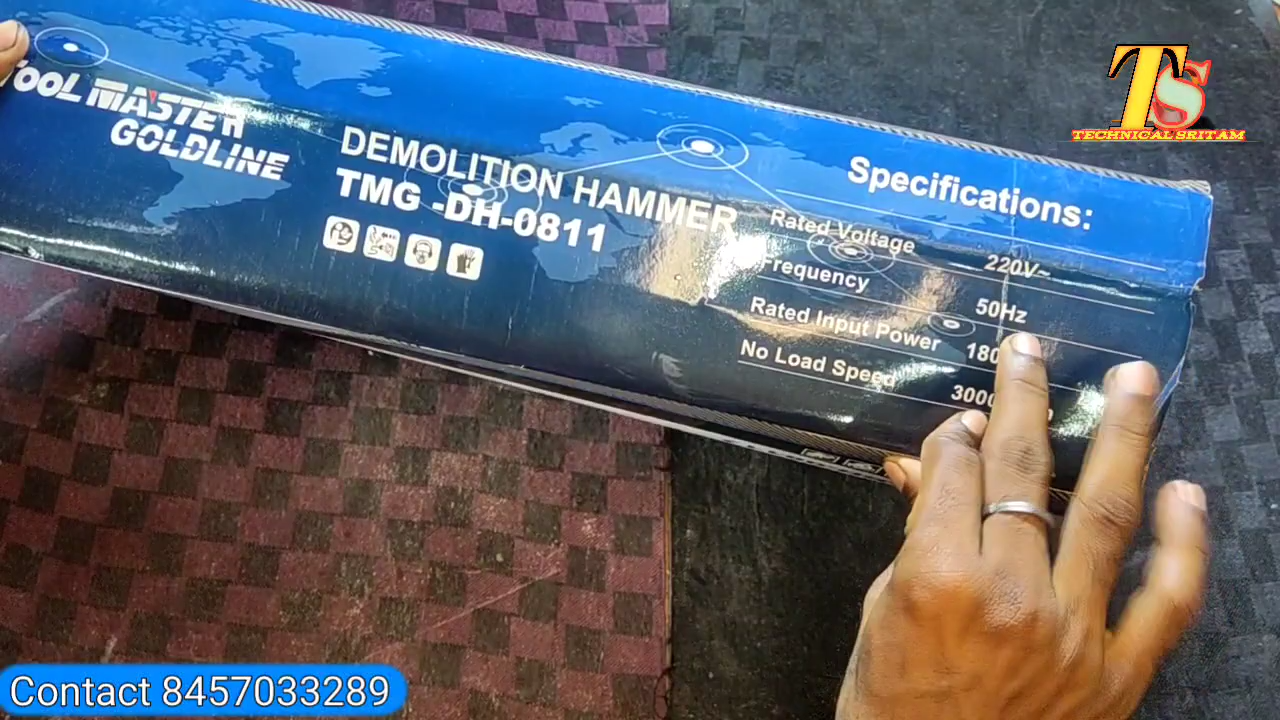 TOOL MASTER
GOLDLINE
DEMOLITION HAMMER
TMG -DH-0811
Specifications:
Rated Voltage 220V~
Frequency 50Hz
Rated Input Power
No Load Speed
TS
TECHNICAL SRITAM
Contact 8457033289